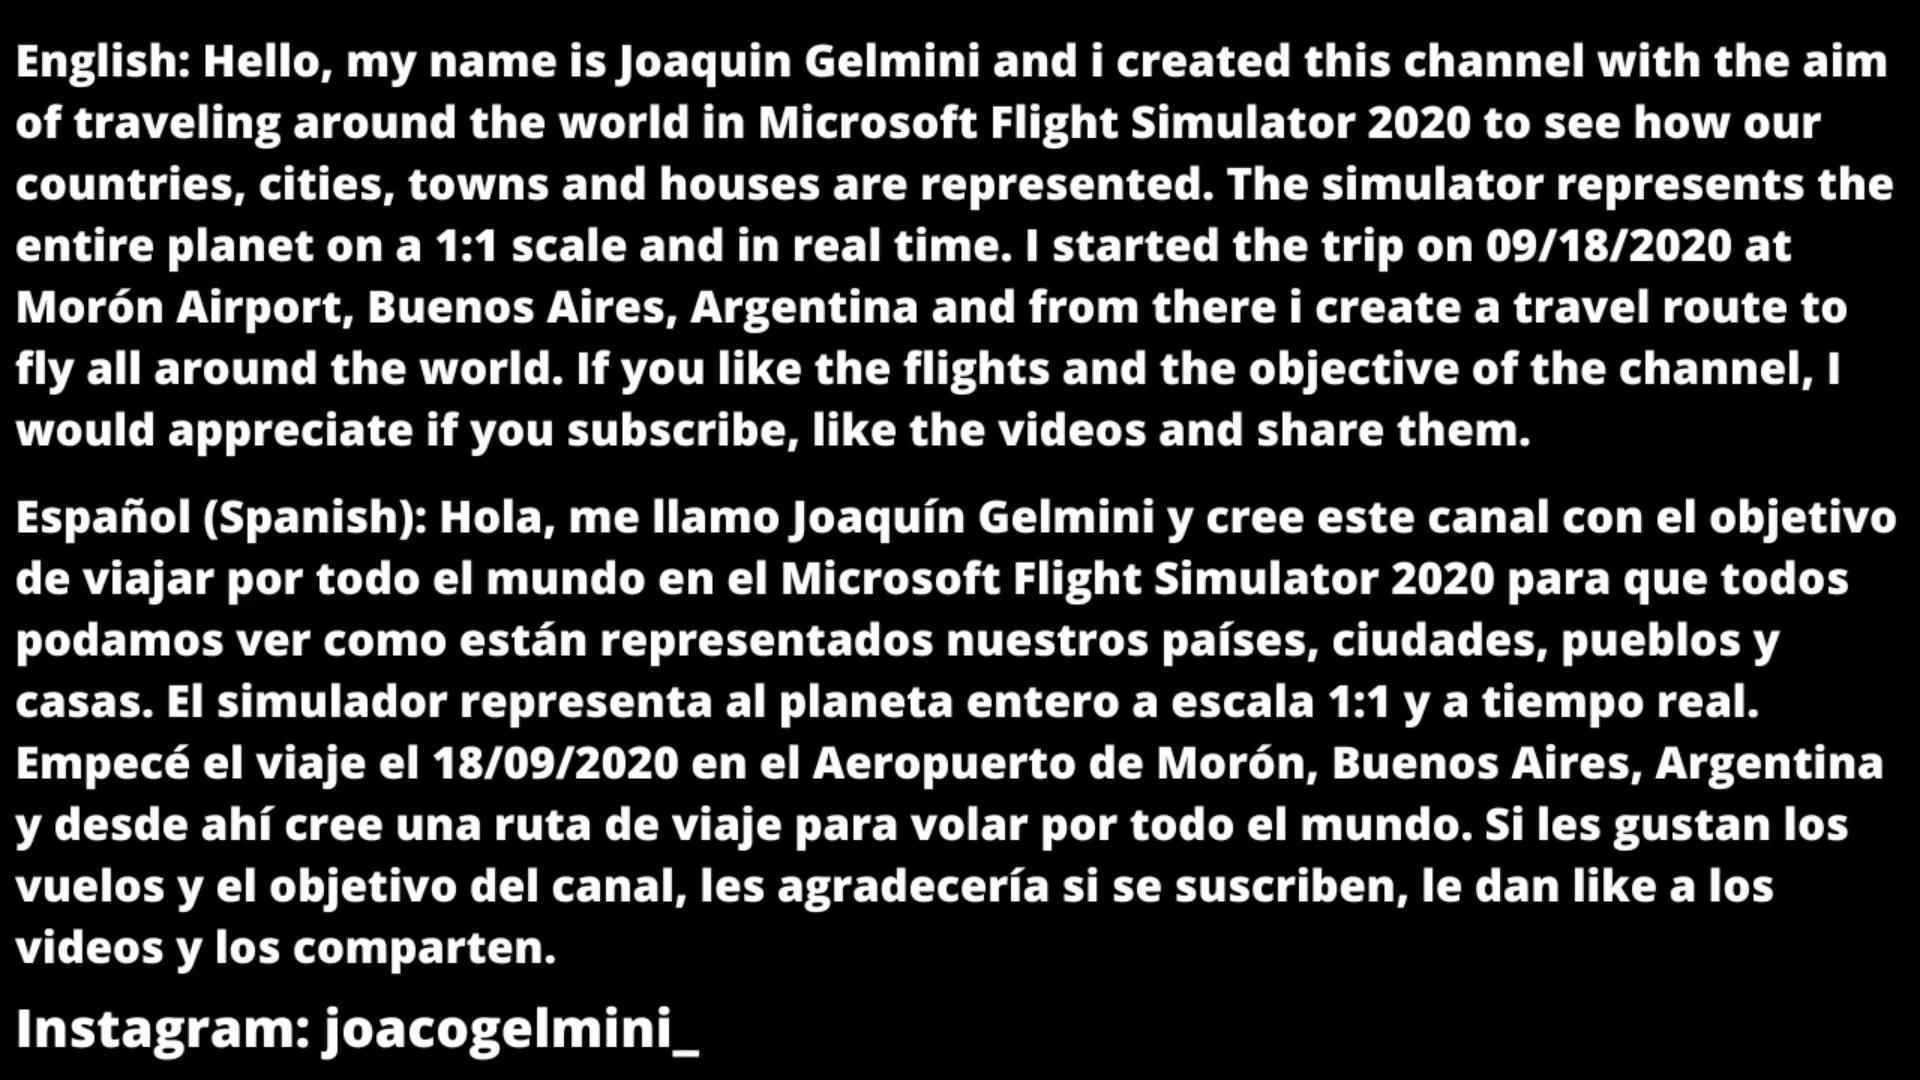 English: Hello, my name is Joaquin Gelmini and i created this channel with the aim
of traveling around the world in Microsoft Flight Simulator 2020 to see how our
countries, cities, towns and houses are represented. The simulator represents the
entire planet on a 1:1 scale and in real time. I started the trip on 09/18/2020 at
Morón Airport, Buenos Aires, Argentina and from there i create a travel route to
fly all around the world. If you like the flights and the objective of the channel, I
would appreciate if you subscribe, like the videos and share them.
Español (Spanish): Hola, me llamo Joaquín Gelmini y cree este canal con el objetivo
de viajar por todo el mundo en el Microsoft Flight Simulator 2020 para que todos
podamos ver como están representados nuestros países, ciudades, pueblos y
casas. El simulador representa al planeta entero a escala 1:1 y a tiempo real.
Empecé el viaje el 18/09/2020 en el Aeropuerto de Morón, Buenos Aires, Argentina
y desde ahí cree una ruta de viaje para volar por todo el mundo. Si les gustan los
vuelos y el objetivo del canal, les agradecería si se suscriben, le dan like a los
videos y los comparten.
Instagram: joacogelmini_